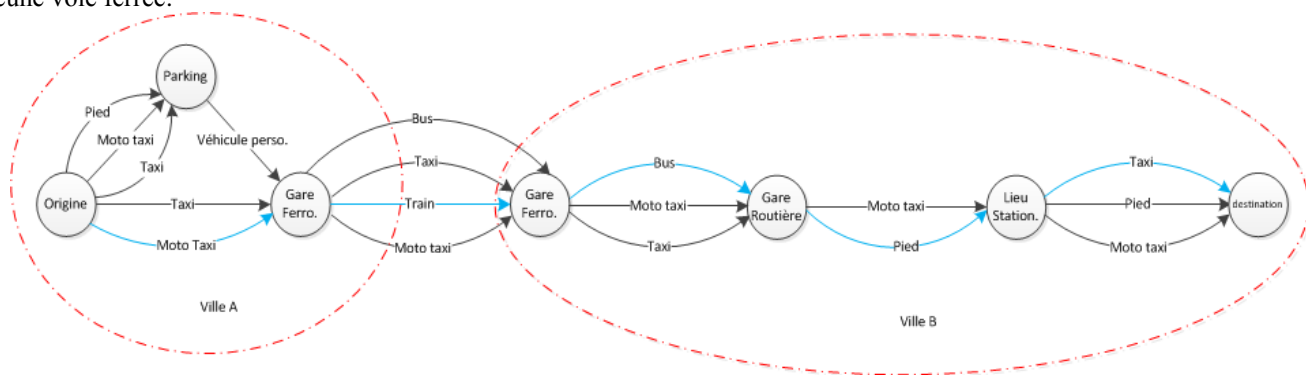 voie ferrée.
Parking
Pied
Moto taxi
Taxi
Véhicule perso.
Origine
Taxi
Moto Taxi
Gare
Ferro.
Ville A
Bus
Taxi
Train
Moto taxi
Gare
Ferro.
Bus
Moto taxi
Taxi
Gare
Routière
Moto taxi
Pied
Lieu
Station.
Taxi
Pied
Moto taxi
destination
Ville B